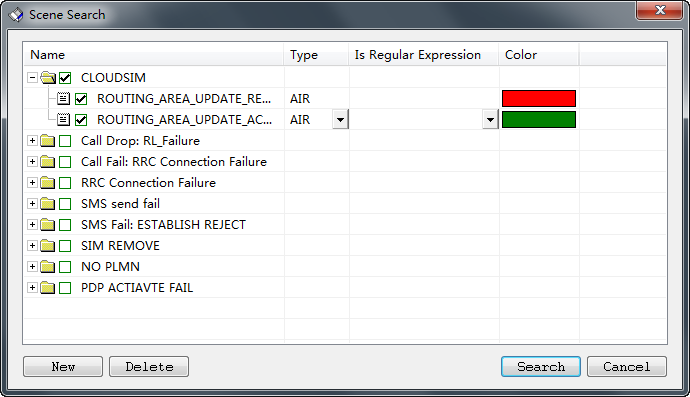 Scene Search
Name Type Is Regular Expression Color
CLOUDSIM
ROUTING_AREA_UPDATE_RE... AIR
ROUTING_AREA_UPDATE_AC... AIR
Call Drop: RL_Failure
Call Fail: RRC Connection Failure
RRC Connection Failure
SMS send fail
SMS Fail: ESTABLISH REJECT
SIM REMOVE
NO PLMN
PDP ACTIAVTE FAIL
New Delete Search Cancel